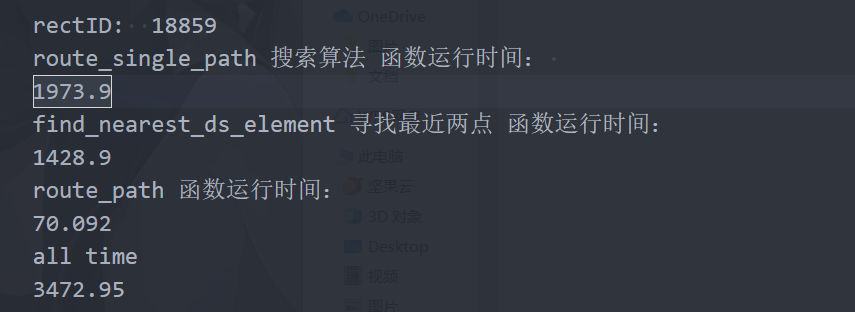 rectID:  18859
route_single_path 搜索算法 函数运行时间:
1973.9
find_nearest_ds_element 寻找最近两点 函数运行时间:
1428.9
route_path 函数运行时间:
70.092
all time
3472.95
OneDrive
图片
文档
此电脑
坚果云
3D 对象
Desktop
视频
图片